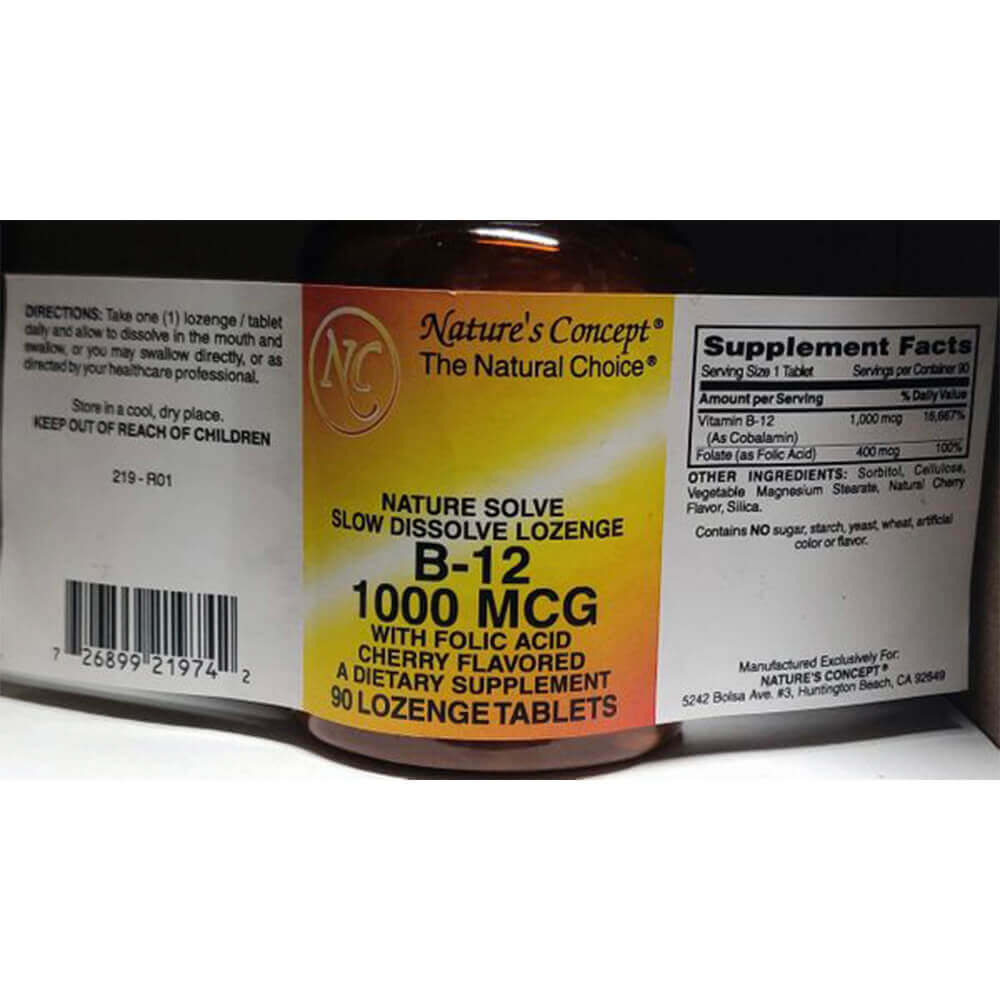 DIRECTIONS: Take one (1) lozenge / tablet
daily and allow to dissolve in the mouth and
swallow, or you may swallow directly, or as
directed by your healthcare professional.
Store in a cool, dry place.
KEEP OUT OF REACH OF CHILDREN
219 - R01
7 26899 21974 2
NC
Nature's Concept®
The Natural Choice®
NATURE SOLVE
SLOW DISSOLVE LOZENGE
B-12
1000 MCG
WITH FOLIC ACID
CHERRY FLAVORED
A DIETARY SUPPLEMENT
90 LOZENGE TABLETS
Supplement Facts
Serving Size 1 Tablet Servings per Container 90
Amount per Serving % Daily Value
Vitamin B-12 1,000 mcg 16,667%
(As Cobalamin)
Folate (as Folic Acid) 400 mcg 100%
OTHER INGREDIENTS: Sorbitol, Cellulose,
Vegetable Magnesium Stearate, Natural Cherry
Flavor, Silica.
Contains NO sugar, starch, yeast, wheat, artificial
color or flavor.
Manufactured Exclusively For:
NATURE'S CONCEPT®
5242 Bolsa Ave. #3, Huntington Beach, CA 92649